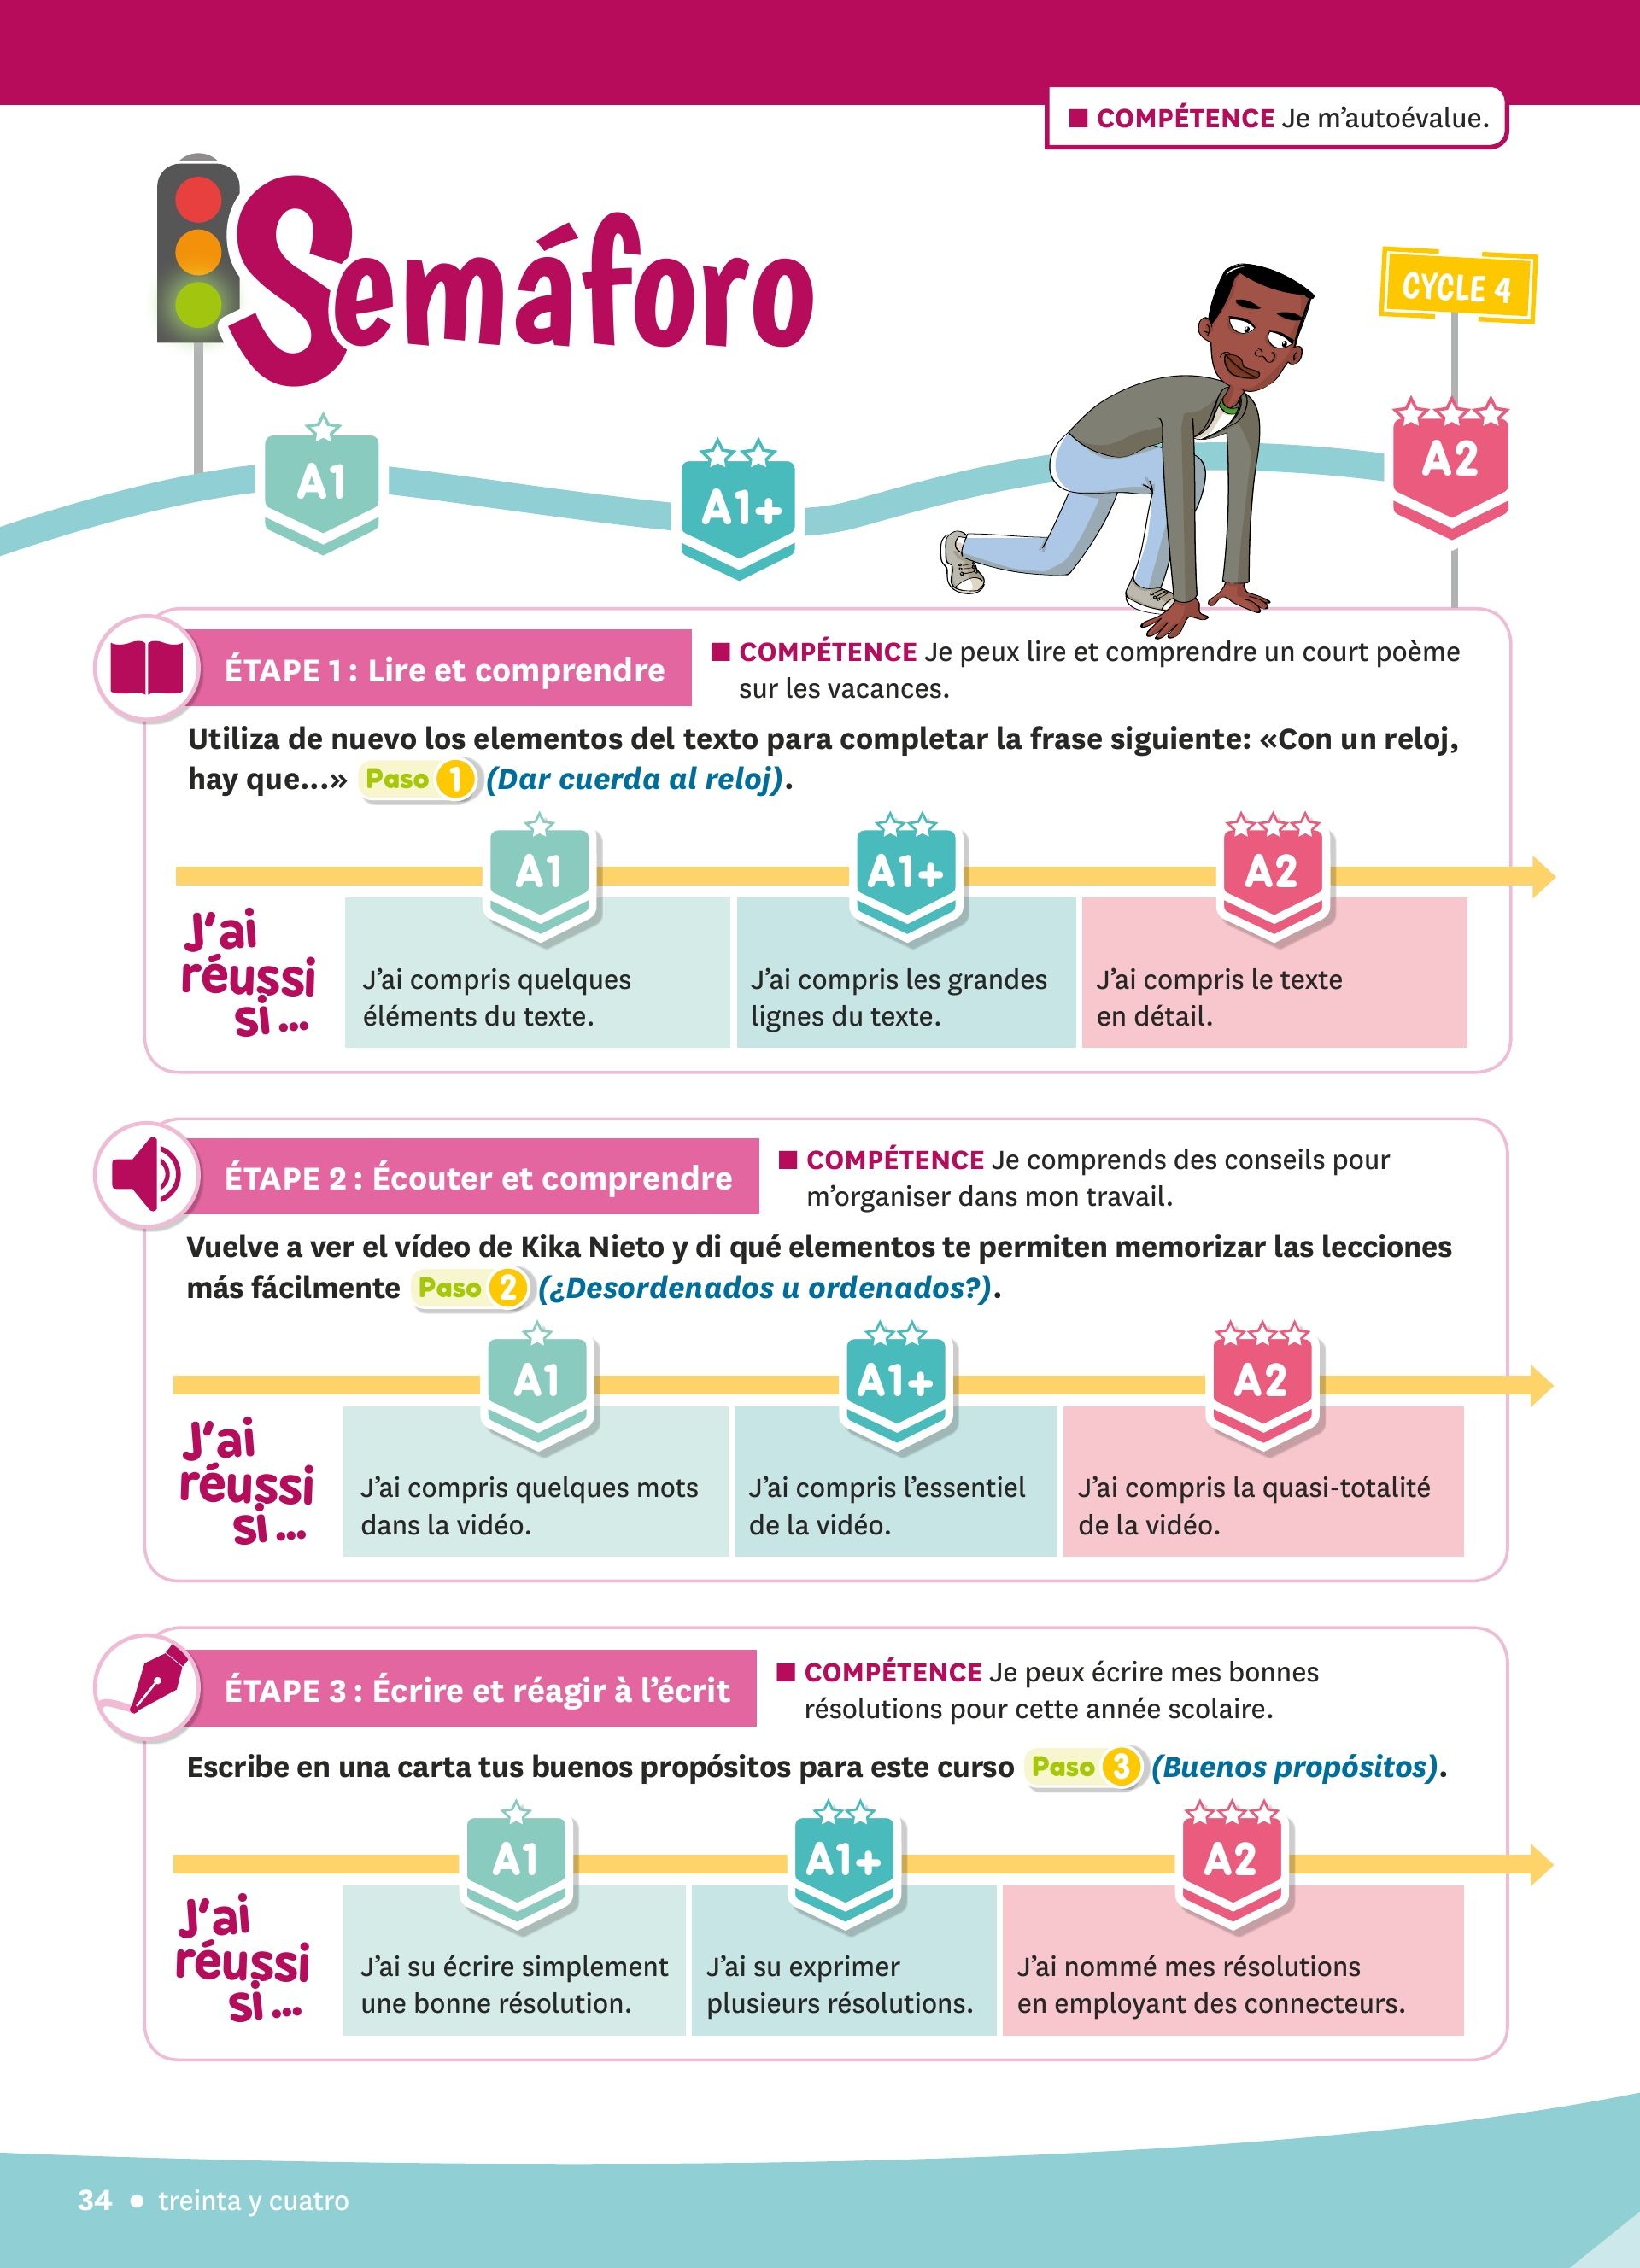 ■ COMPÉTENCE Je m’autoévalue.
Semáforo
CYCLE 4
A1
A1+
A2
ÉTAPE 1 : Lire et comprendre
■ COMPÉTENCE Je peux lire et comprendre un court poème
sur les vacances.
Utiliza de nuevo los elementos del texto para completar la frase siguiente: «Con un reloj,
hay que...» Paso 1 (Dar cuerda al reloj).
A1
A1+
A2
J’ai
réussi
si ...
J’ai compris quelques
éléments du texte.
J’ai compris les grandes
lignes du texte.
J’ai compris le texte
en détail.
ÉTAPE 2 : Écouter et comprendre
■ COMPÉTENCE Je comprends des conseils pour
m’organiser dans mon travail.
Vuelve a ver el vídeo de Kika Nieto y di qué elementos te permiten memorizar las lecciones
más fácilmente Paso 2 (¿Desordenados u ordenados?).
A1
A1+
A2
J’ai
réussi
si ...
J’ai compris quelques mots
dans la vidéo.
J’ai compris l’essentiel
de la vidéo.
J’ai compris la quasi-totalité
de la vidéo.
ÉTAPE 3 : Écrire et réagir à l’écrit
■ COMPÉTENCE Je peux écrire mes bonnes
résolutions pour cette année scolaire.
Escribe en una carta tus buenos propósitos para este curso Paso 3 (Buenos propósitos).
A1
A1+
A2
J’ai
réussi
si ...
J’ai su écrire simplement
une bonne résolution.
J’ai su exprimer
plusieurs résolutions.
J’ai nommé mes résolutions
en employant des connecteurs.
34 • treinta y cuatro